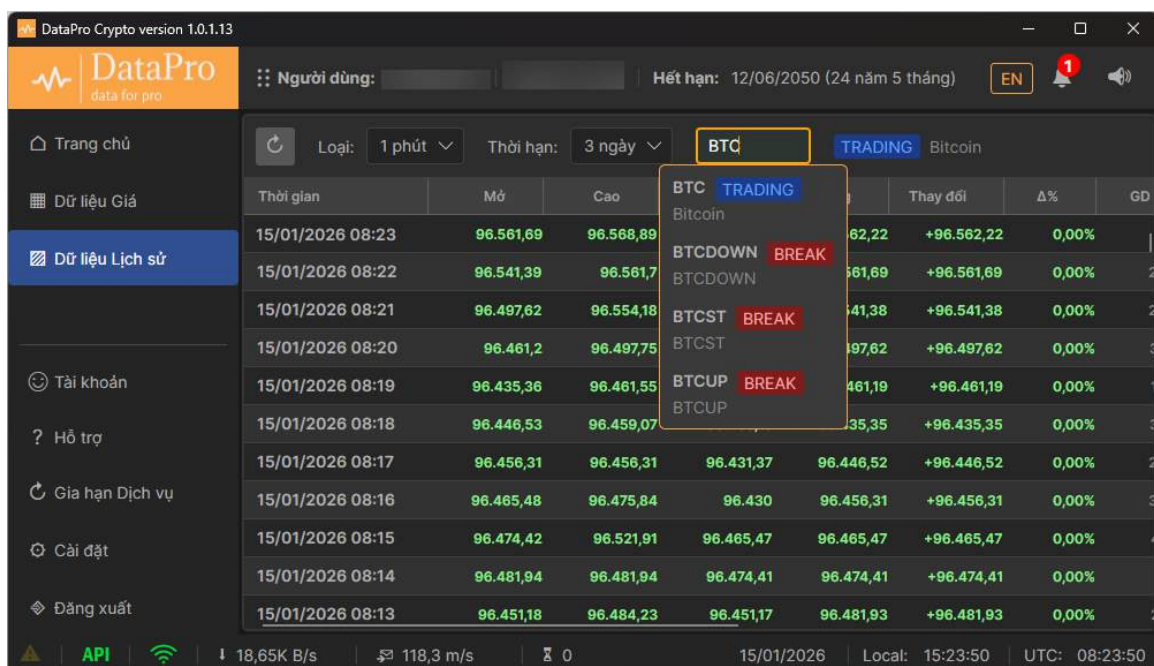 DataPro Crypto version 1.0.1.13
DataPro
data for pro
Người dùng:
Hết hạn: 12/06/2050 (24 năm 5 tháng)
EN
1
Trang chủ
Dữ liệu Giá
Dữ liệu Lịch sử
Tài khoản
? Hỗ trợ
Gia hạn Dịch vụ
Cài đặt
Đăng xuất
Loại: 1 phút Thời hạn: 3 ngày BTC TRADING Bitcoin
Thời gian Mở Cao Thay đổi Δ% GD
BTC TRADING
Bitcoin
BTCDOWN BREAK
BTCDOWN
BTCST BREAK
BTCST
BTCUP BREAK
BTCUP
15/01/2026 08:23 96.561,69 96.568,89 +96.562,22 0,00%
15/01/2026 08:22 96.541,39 96.561,7 +96.561,69 0,00%
15/01/2026 08:21 96.497,62 96.554,18 +96.541,38 0,00%
15/01/2026 08:20 96.461,2 96.497,75 +96.497,62 0,00%
15/01/2026 08:19 96.435,36 96.461,55 +96.461,19 0,00%
15/01/2026 08:18 96.446,53 96.459,07 +96.435,35 0,00%
15/01/2026 08:17 96.456,31 96.456,31 96.431,37 96.446,52 +96.446,52 0,00%
15/01/2026 08:16 96.465,48 96.475,84 96.430 96.456,31 +96.456,31 0,00%
15/01/2026 08:15 96.474,42 96.521,91 96.465,47 96.465,47 +96.465,47 0,00%
15/01/2026 08:14 96.481,94 96.481,94 96.474,41 96.474,41 +96.474,41 0,00%
15/01/2026 08:13 96.451,18 96.484,23 96.451,17 96.481,93 +96.481,93 0,00%
API 18,65K B/s 118,3 m/s 0 15/01/2026 Local: 15:23:50 UTC: 08:23:50